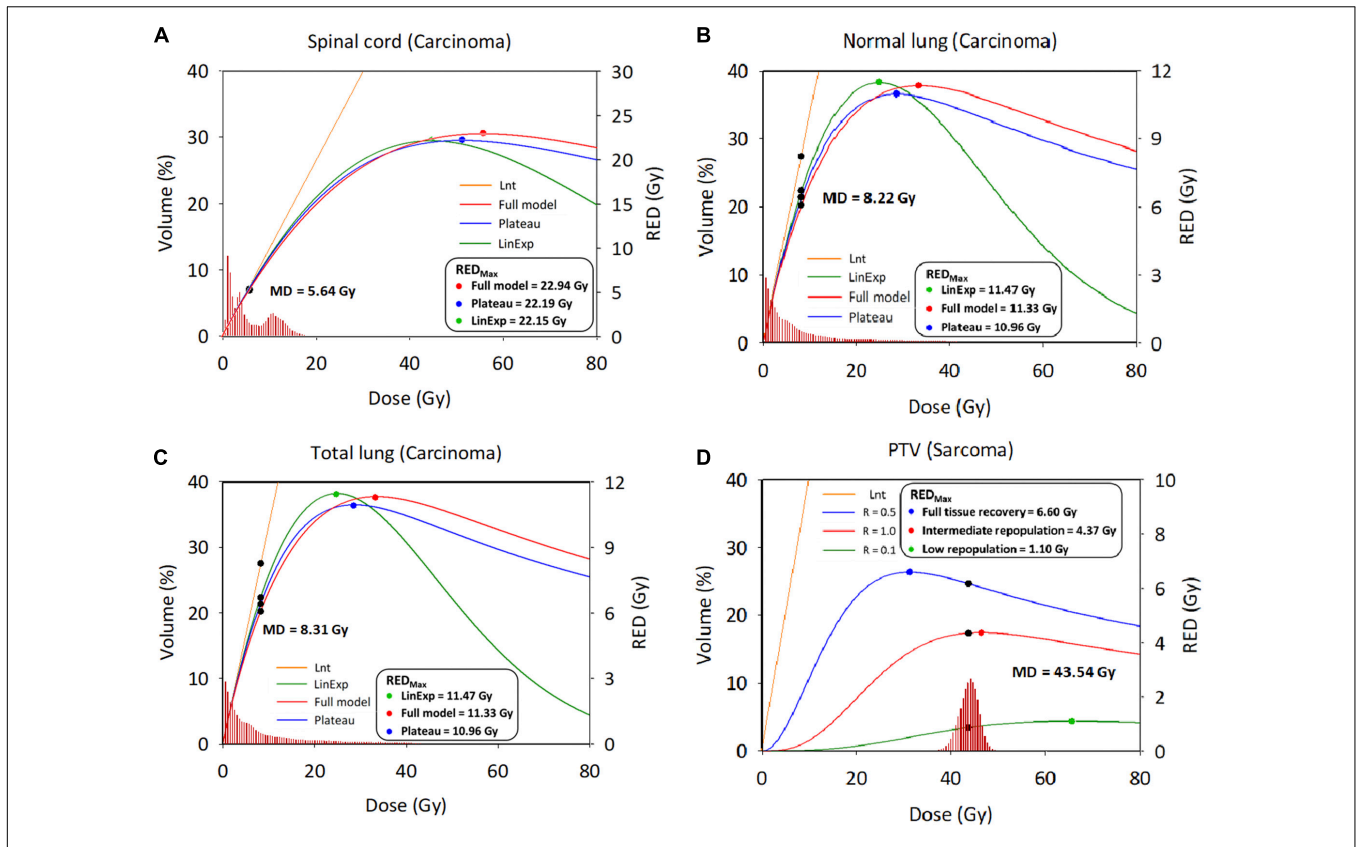 A
Spinal cord (Carcinoma)
40
30
20
10
0
Volume (%)
30
25
20
15
10
5
0
RED (Gy)
Lnt
Full model
Plateau
LinExp
RED Max
Full model = 22.94 Gy
Plateau = 22.19 Gy
LinExp = 22.15 Gy
MD = 5.64 Gy
0 20 40 60 80
Dose (Gy)
B
Normal lung (Carcinoma)
40
30
20
10
0
Volume (%)
12
9
6
3
0
RED (Gy)
MD = 8.22 Gy
Lnt
LinExp
Full model
Plateau
RED Max
LinExp = 11.47 Gy
Full model = 11.33 Gy
Plateau = 10.96 Gy
0 20 40 60 80
Dose (Gy)
C
Total lung (Carcinoma)
40
30
20
10
0
Volume (%)
12
9
6
3
0
RED (Gy)
MD = 8.31 Gy
Lnt
LinExp
Full model
Plateau
RED Max
LinExp = 11.47 Gy
Full model = 11.33 Gy
Plateau = 10.96 Gy
0 20 40 60 80
Dose (Gy)
D
PTV (Sarcoma)
40
30
20
10
0
Volume (%)
10
8
6
4
2
0
RED (Gy)
Lnt
R = 0.5
R = 1.0
R = 0.1
RED Max
Full tissue recovery = 6.60 Gy
Intermediate repopulation = 4.37 Gy
Low repopulation = 1.10 Gy
MD = 43.54 Gy
0 20 40 60 80
Dose (Gy)